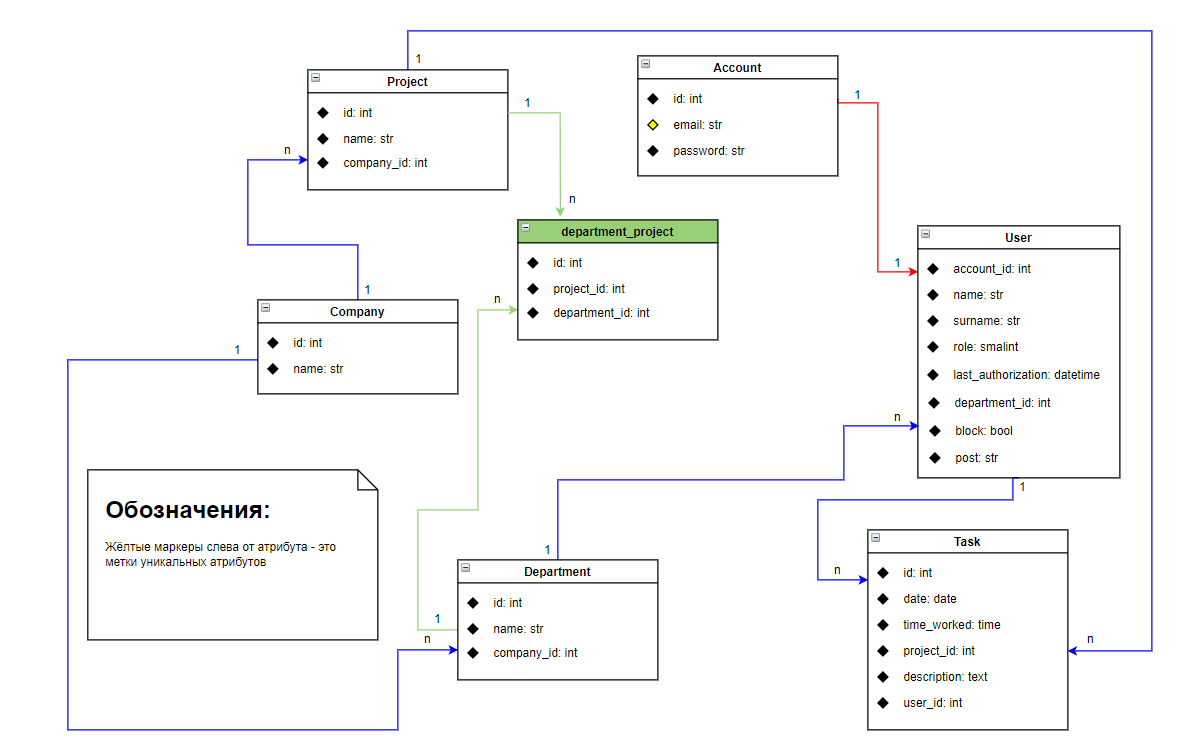 1
Project
id: int
name: str
company_id: int
n
1
n
Account
id: int
email: str
password: str
1
department_project
id: int
project_id: int
department_id: int
n
User
account_id: int
name: str
surname: str
role: smalint
last_authorization: datetime
department_id: int
block: bool
post: str
1
n
1
1
Company
id: int
name: str
1
Обозначения:
Жёлтые маркеры слева от атрибута - это
метки уникальных атрибутов
1
Department
id: int
name: str
company_id: int
1
n
Task
id: int
date: date
time_worked: time
project_id: int
description: text
user_id: int
n
n